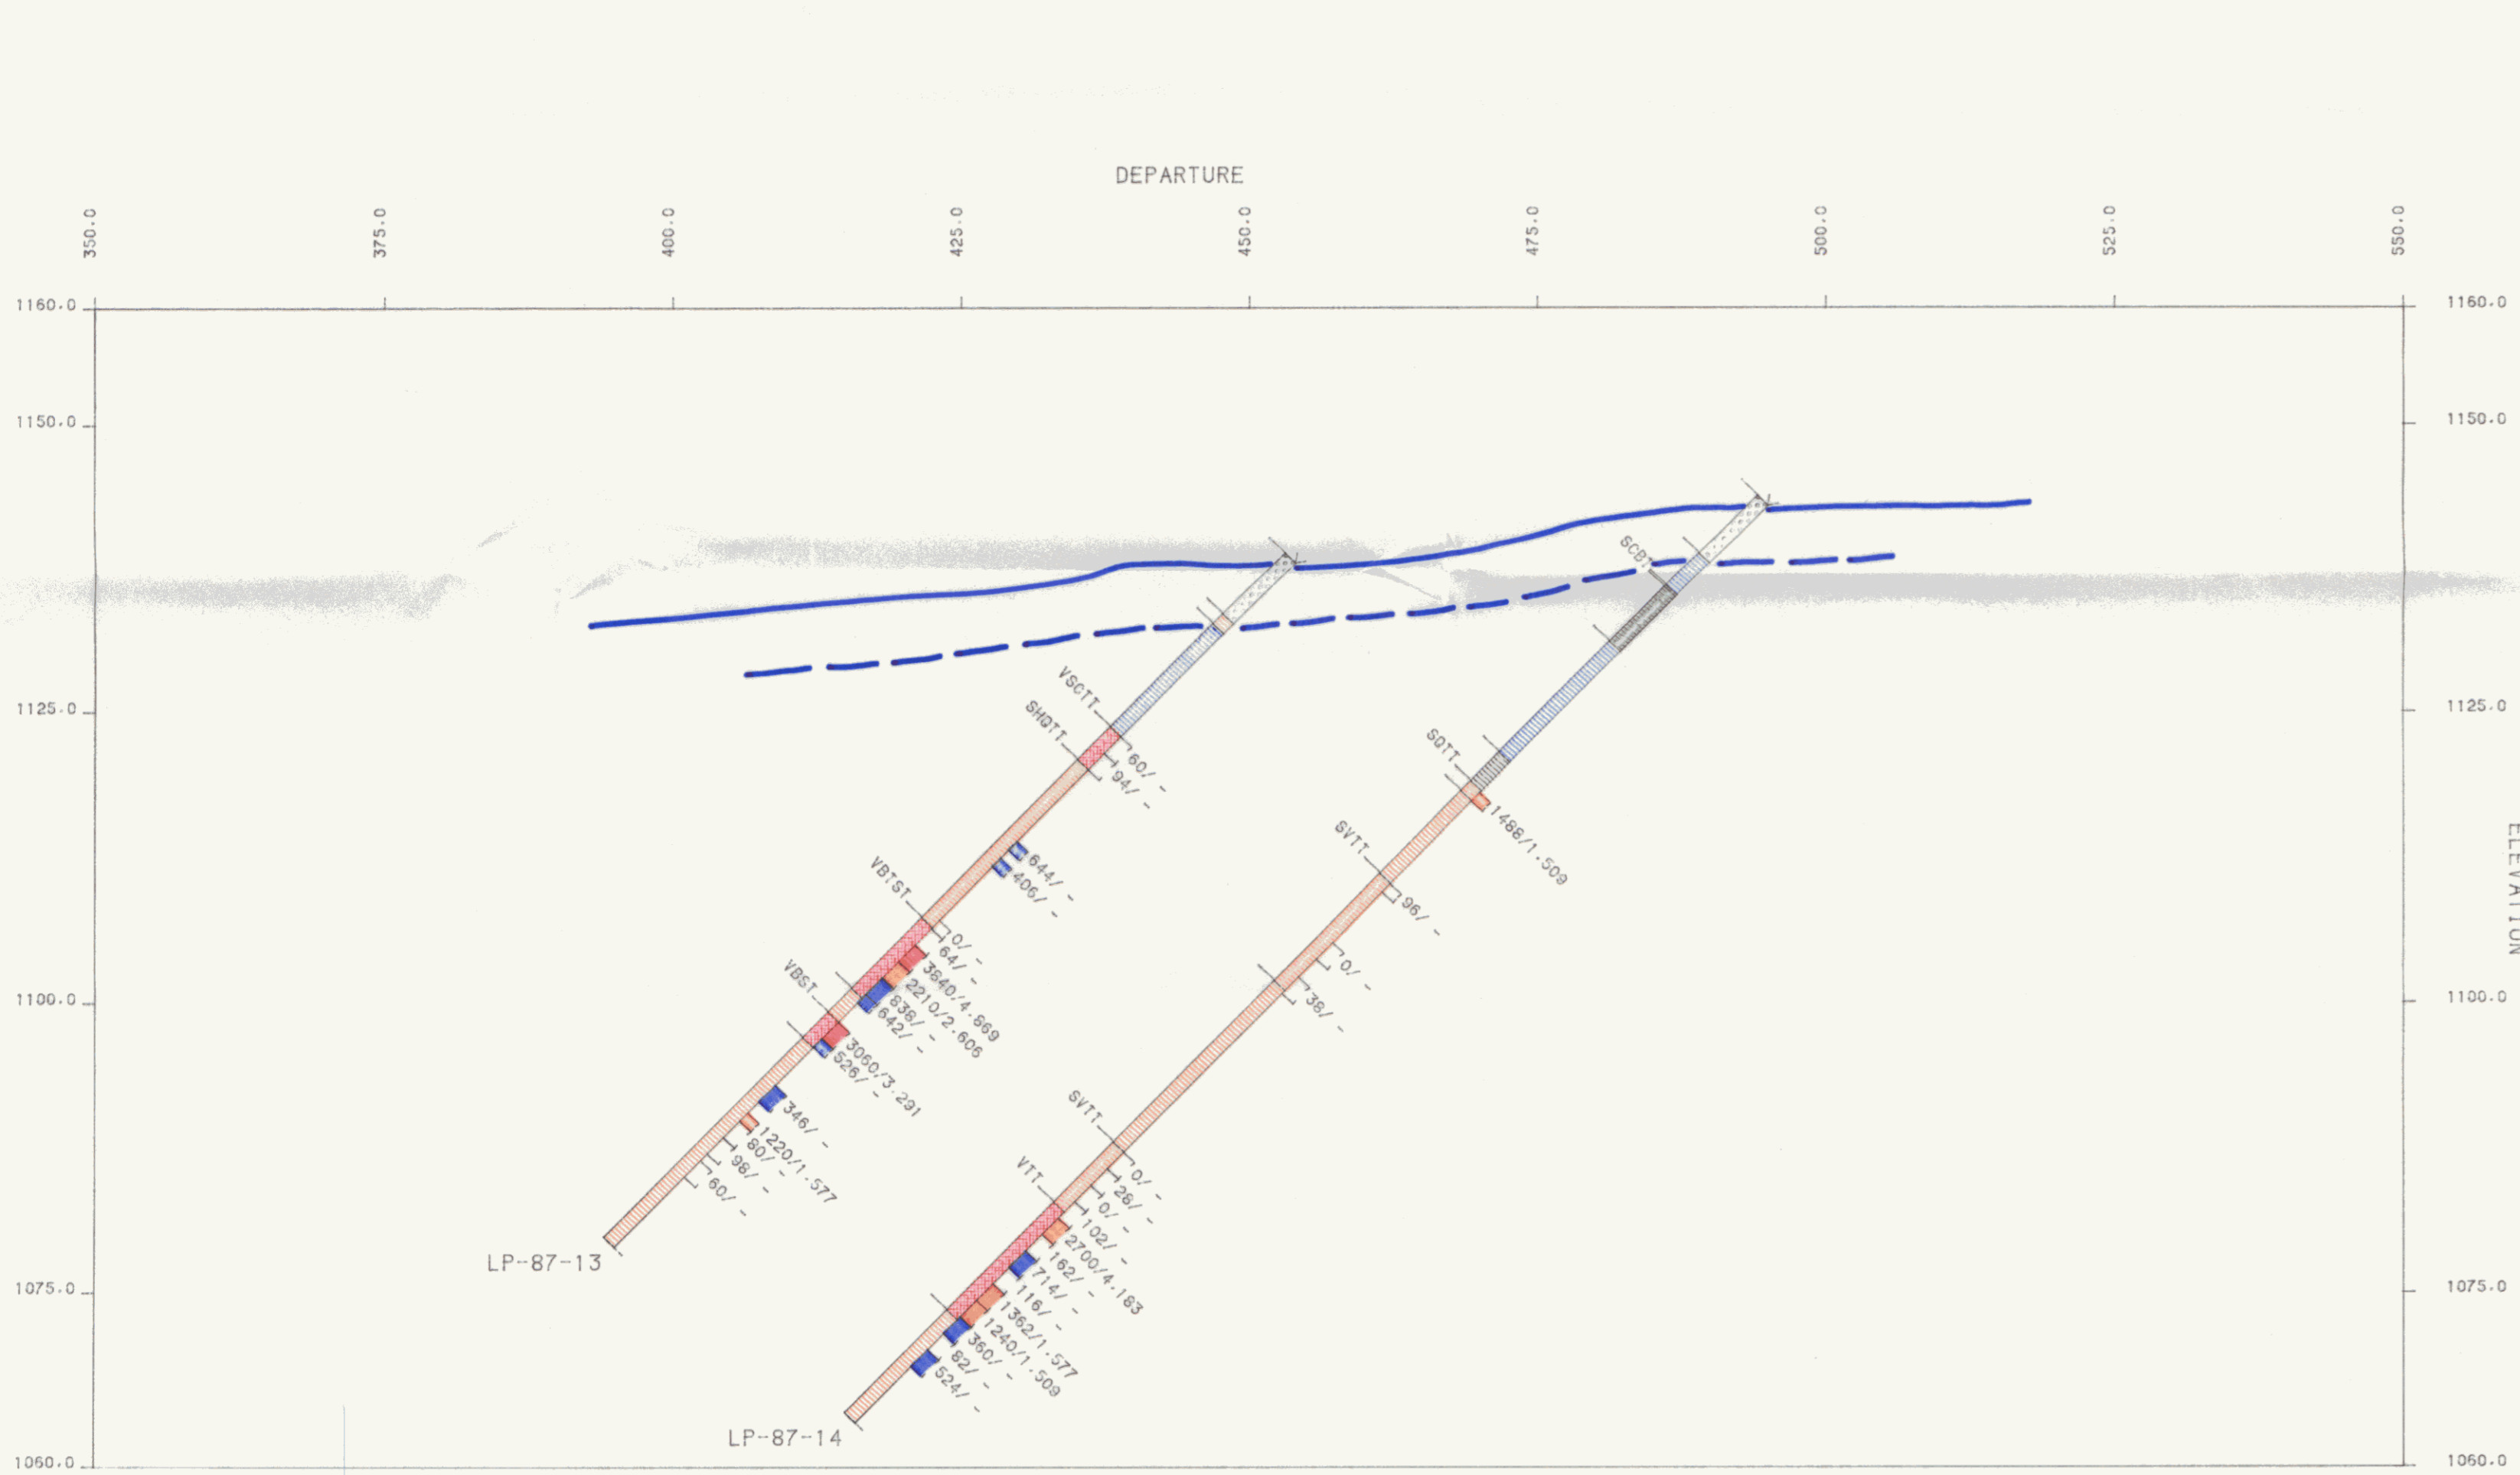 DEPARTURE
350.0 375.0 400.0 425.0 450.0 475.0 500.0 525.0 550.0
1160.0 1160.0
1150.0 1150.0
1125.0 1125.0
1100.0 1100.0
1075.0 1075.0
1060.0 1060.0
ELEVATION
VSCTT
SHQTT
VBTST
VBST
60/ -
94/ -
644/ -
406/ -
0/ -
64/ -
3840/4.869
2210/2.606
838/ -
642/ -
3060/3.291
526/ -
346/ -
1220/1.577
80/ -
98/ -
60/ -
LP-87-13
SCBT
SQTT
SVTT
SVTT
VTT
1488/1.509
96/ -
0/ -
38/ -
0/ -
28/ -
0/ -
102/ -
2700/4.183
162/ -
714/ -
116/ -
1362/1.577
1240/1.509
360/ -
82/ -
524/ -
LP-87-14